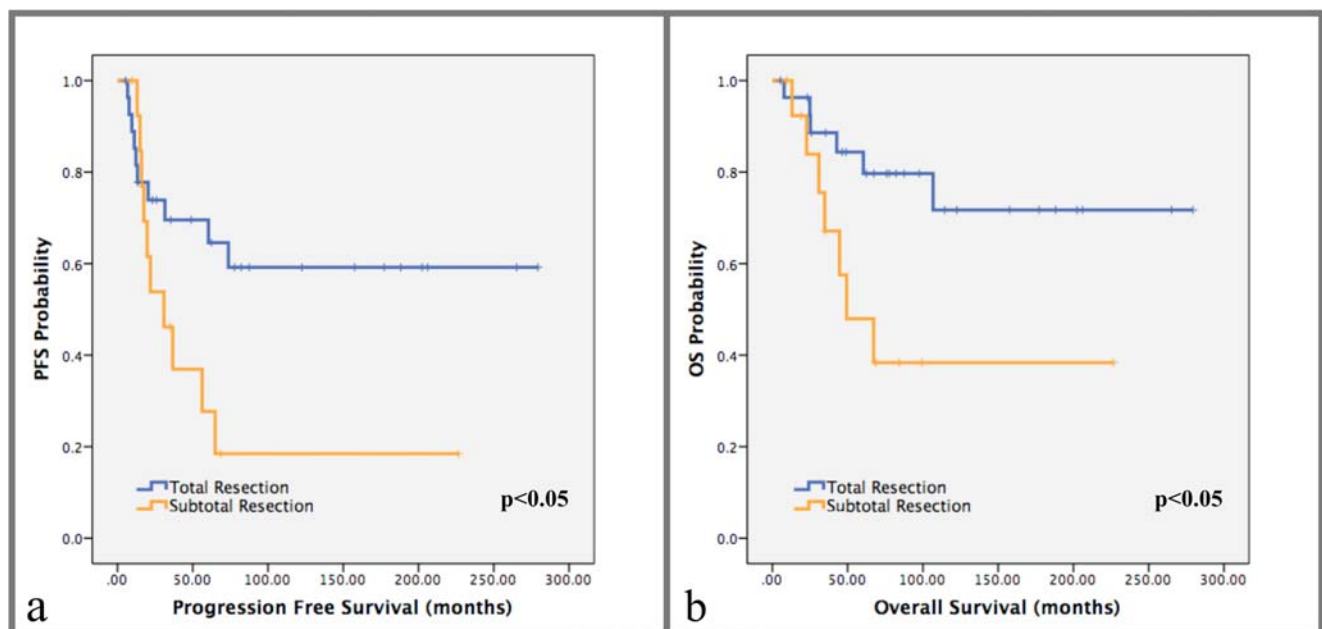 PFS Probability
1.0
0.8
0.6
0.4
0.2
0.0
Total Resection
Subtotal Resection
p<0.05
.00 50.00 100.00 150.00 200.00 250.00 300.00
Progression Free Survival (months)
a
OS Probability
1.0
0.8
0.6
0.4
0.2
0.0
Total Resection
Subtotal Resection
p<0.05
.00 50.00 100.00 150.00 200.00 250.00 300.00
Overall Survival (months)
b